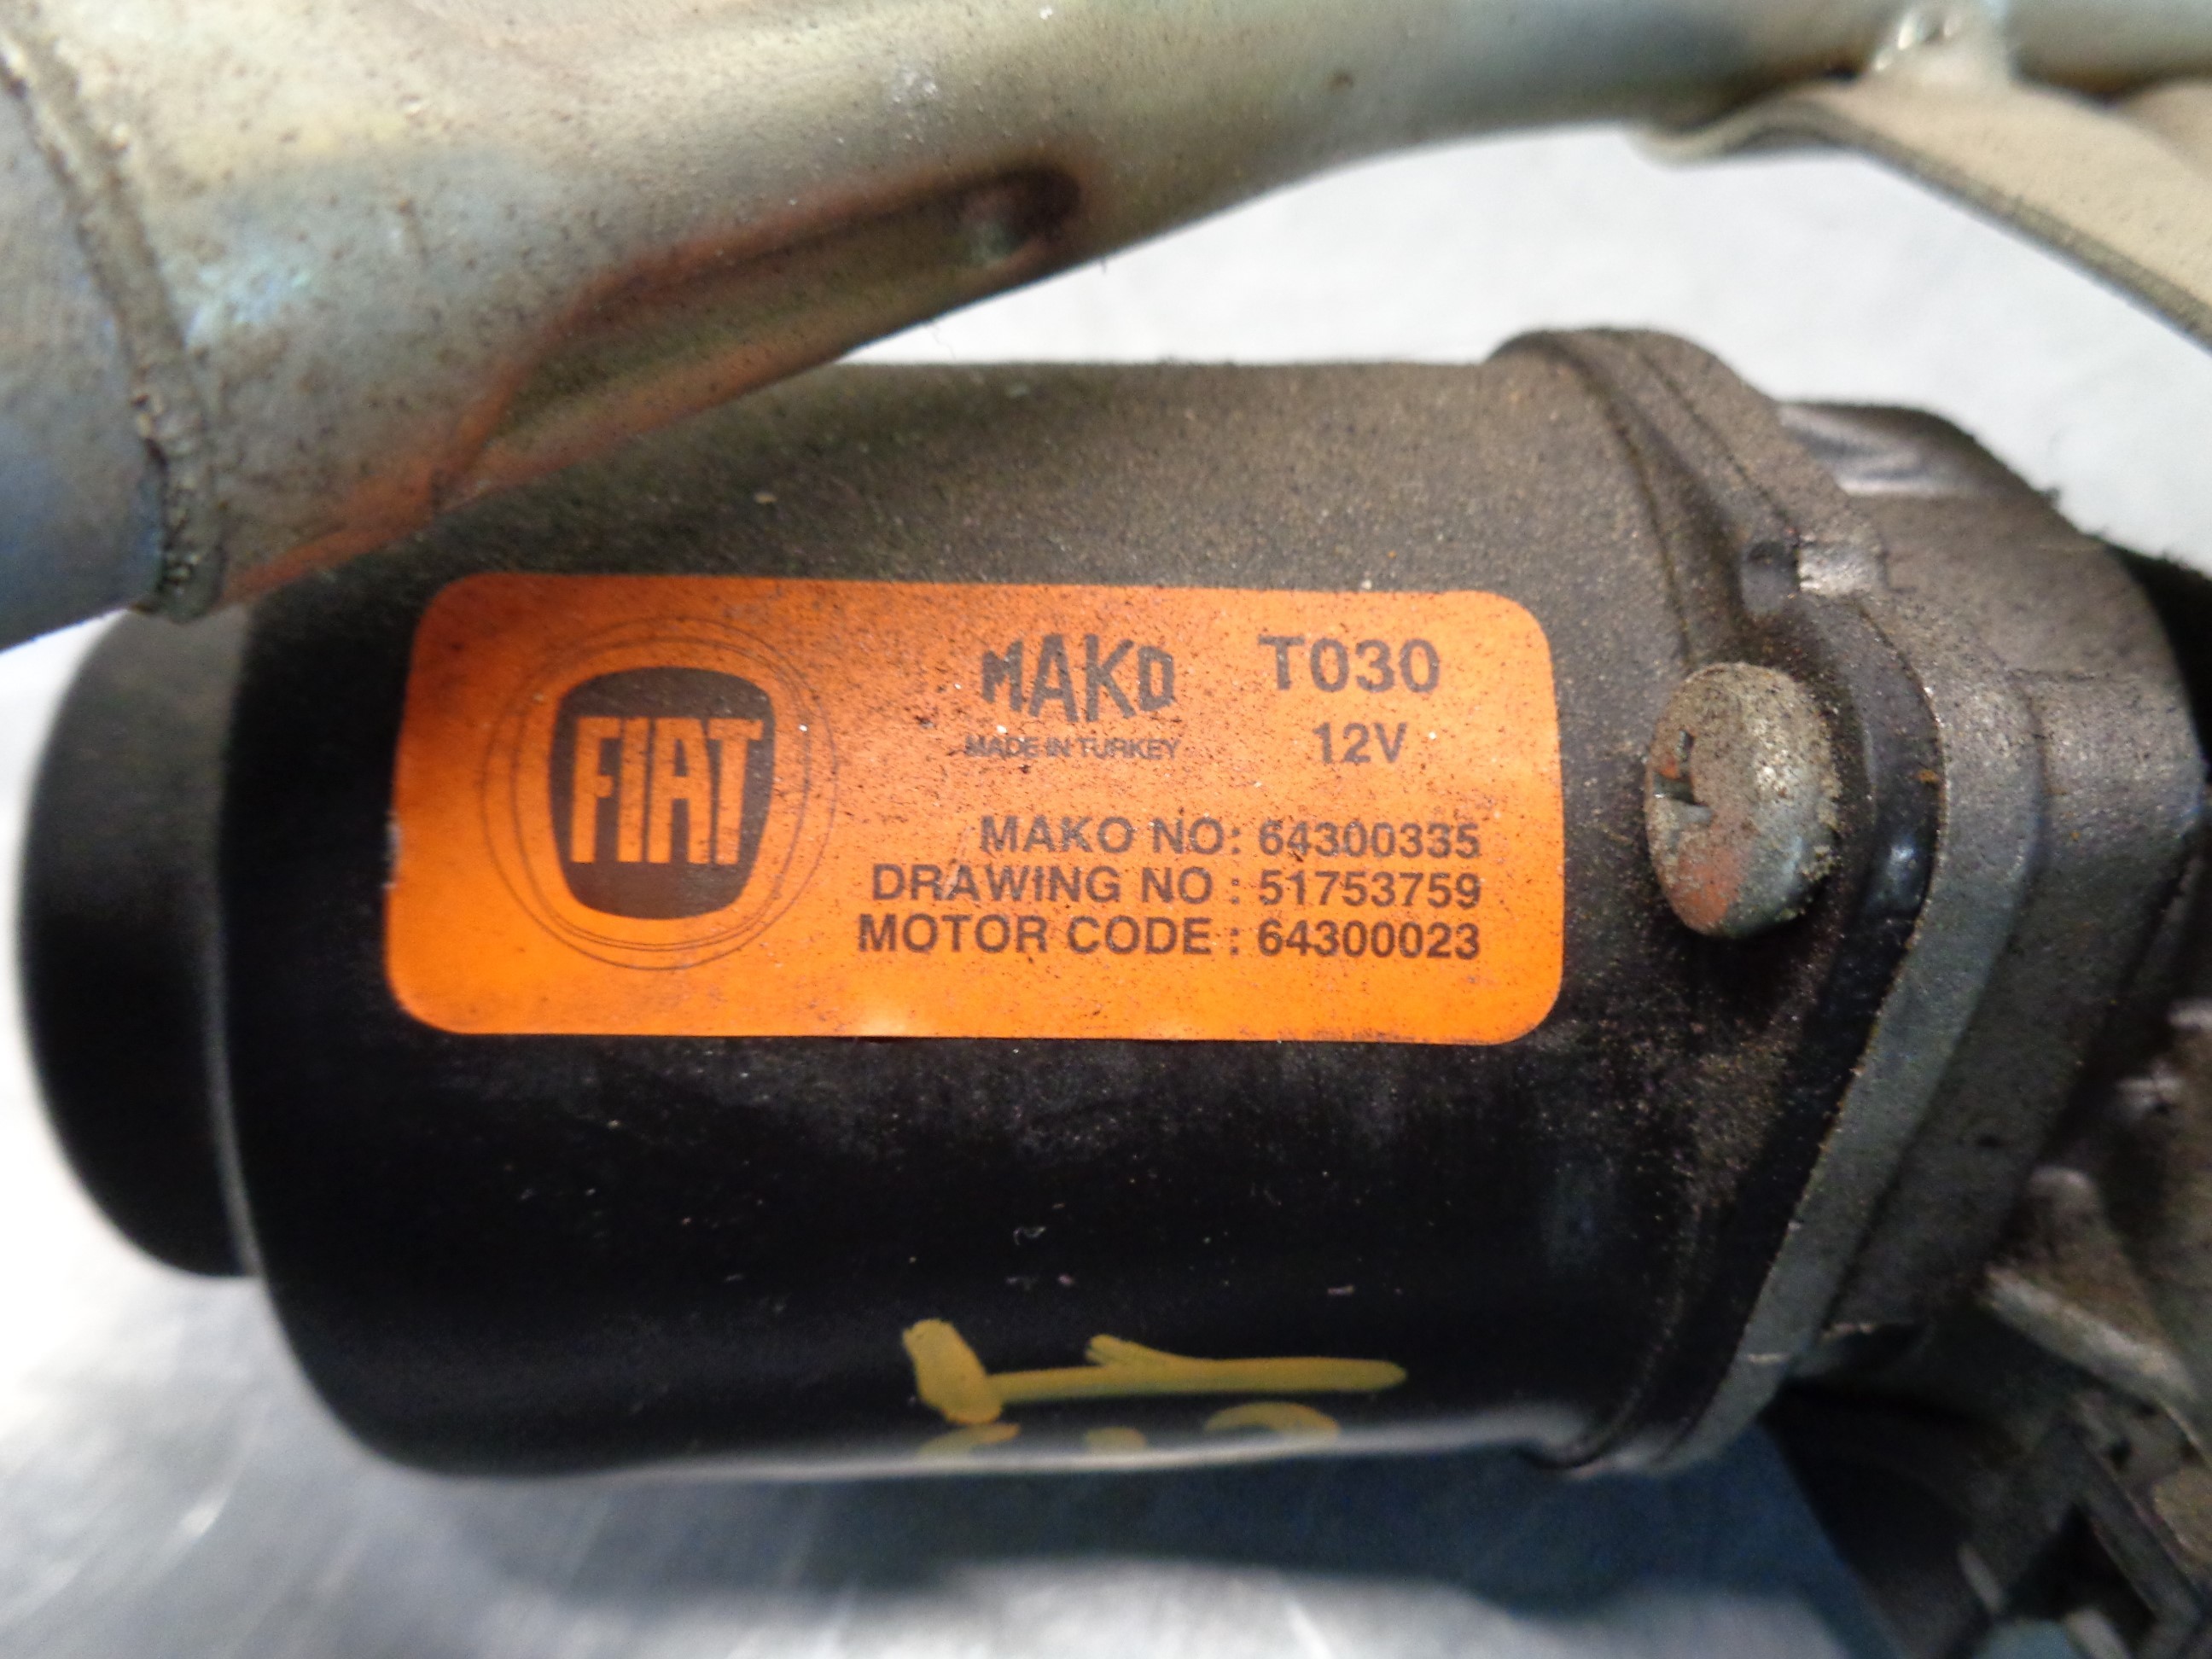 FIAT
MAKO T030
MADE IN TURKEY 12V
MAKO NO: 64300335
DRAWING NO : 51753759
MOTOR CODE : 64300023